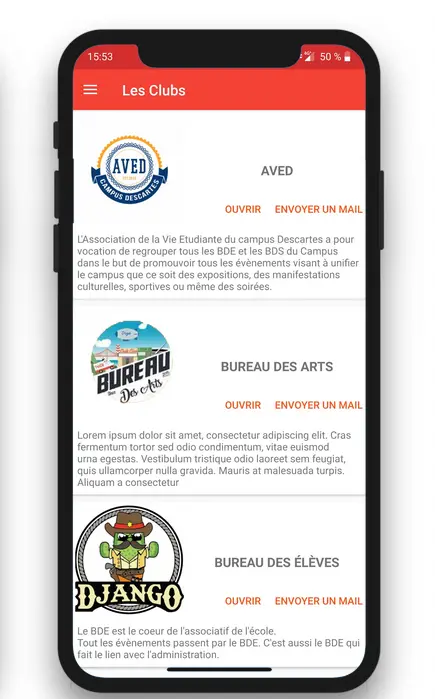 15:53
4G+
50 %
Les Clubs
AVED
CAMPUS DESCARTES
AVED
OUVRIR ENVOYER UN MAIL
L'Association de la Vie Etudiante du campus Descartes a pour
vocation de regrouper tous les BDE et les BDS du Campus
dans le but de promouvoir tous les évènements visant à unifier
le campus que ce soit des expositions, des manifestations
culturelles, sportives ou même des soirées.
BUREAU
Des Arts
BUREAU DES ARTS
OUVRIR ENVOYER UN MAIL
Lorem ipsum dolor sit amet, consectetur adipiscing elit. Cras
fermentum tortor sed odio condimentum, vitae euismod
urna egestas. Vestibulum tristique odio laoreet sem feugiat,
quis ullamcorper nulla gravida. Mauris at malesuada turpis.
Aliquam a consectetur
DJANGO
BUREAU DES ÉLÈVES
OUVRIR ENVOYER UN MAIL
Le BDE est le coeur de l'associatif de l'école.
Tout les évènements passent par le BDE. C'est aussi le BDE qui
fait le lien avec l'administration.